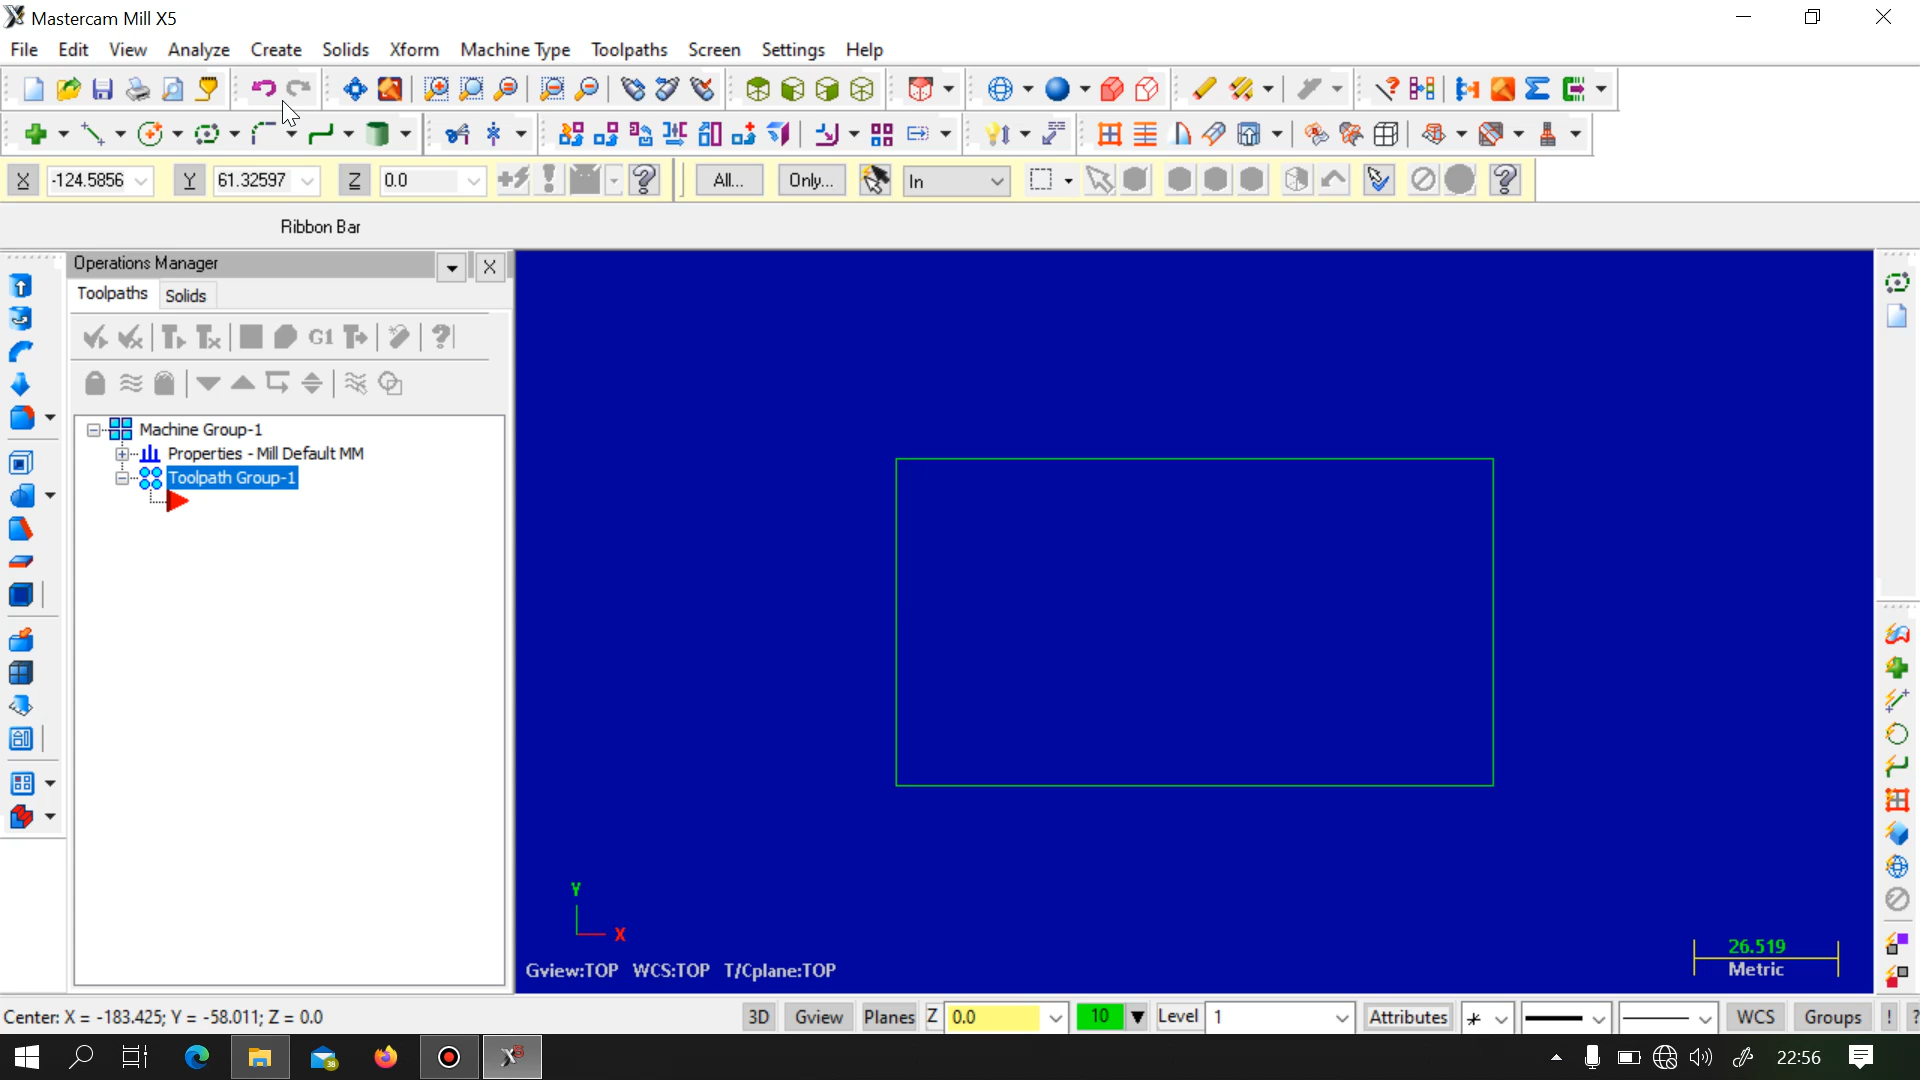 Mastercam Mill X5
File Edit View Analyze Create Solids Xform Machine Type Toolpaths Screen Settings Help
X -124.5856 Y 61.32597 Z 0.0 All... Only... In
Ribbon Bar
Operations Manager
Toolpaths Solids
G1
Machine Group-1
Properties - Mill Default MM
Toolpath Group-1
Y
X
Gview:TOP WCS:TOP T/Cplane:TOP
26.519
Metric
Center: X = -183.425; Y = -58.011; Z = 0.0 3D Gview Planes Z 0.0 10 Level 1 Attributes WCS Groups ! ?
38
22:56